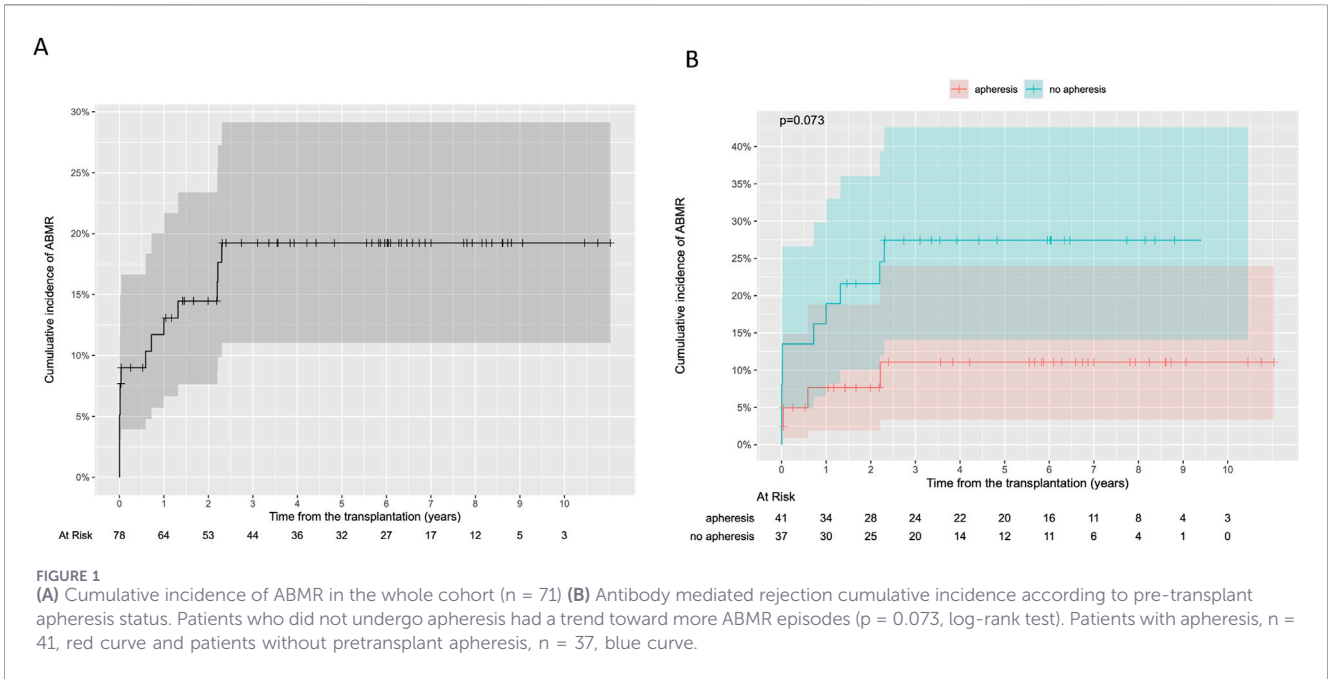 A
30%
25%
20%
15%
10%
5%
0%
Cumulative incidence of ABMR
0 1 2 3 4 5 6 7 8 9 10
Time from the transplantation (years)
At Risk 78 64 53 44 36 32 27 17 12 5 3
B
apheresis no apheresis
p=0.073
40%
35%
30%
25%
20%
15%
10%
5%
0%
Cumulative incidence of ABMR
0 1 2 3 4 5 6 7 8 9 10
Time from the transplantation (years)
At Risk
apheresis 41 34 28 24 22 20 16 11 8 4 3
no apheresis 37 30 25 20 14 12 11 6 4 1 0
FIGURE 1
(A) Cumulative incidence of ABMR in the whole cohort (n = 71) (B) Antibody mediated rejection cumulative incidence according to pre-transplant
apheresis status. Patients who did not undergo apheresis had a trend toward more ABMR episodes (p = 0.073, log-rank test). Patients with apheresis, n =
41, red curve and patients without pretransplant apheresis, n = 37, blue curve.